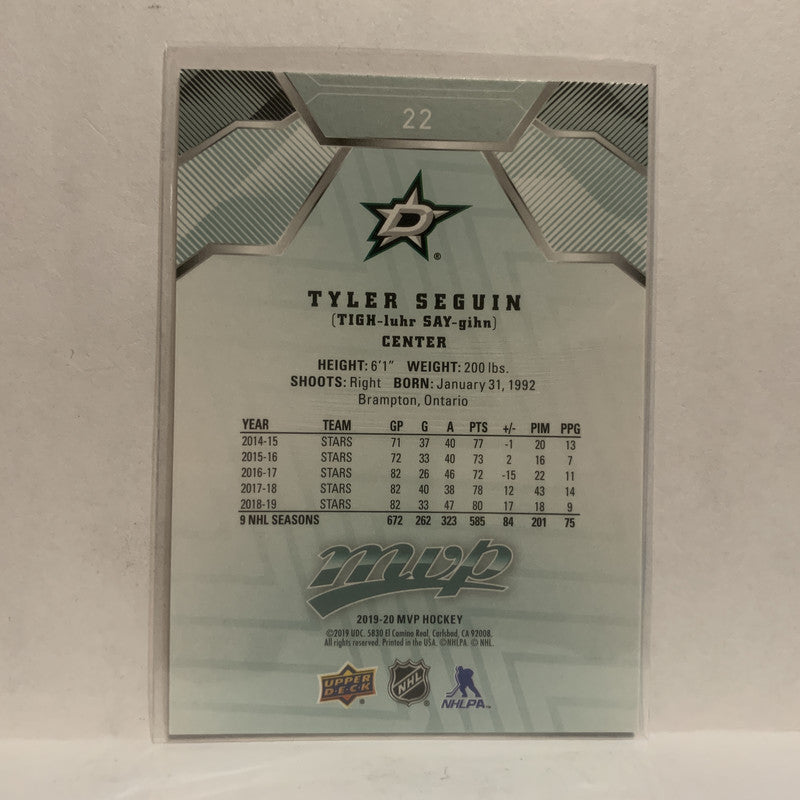 22
D
®
TYLER SEGUIN
(TIGH-luhr SAY-gihn)
CENTER
HEIGHT: 6'1" WEIGHT: 200 lbs.
SHOOTS: Right BORN: January 31, 1992
Brampton, Ontario
YEAR TEAM GP G A PTS +/- PIM PPG
2014-15 STARS 71 37 40 77 -1 20 13
2015-16 STARS 72 33 40 73 2 16 7
2016-17 STARS 82 26 46 72 -15 22 11
2017-18 STARS 82 40 38 78 12 43 14
2018-19 STARS 82 33 47 80 17 18 9
9 NHL SEASONS 672 262 323 585 84 201 75
mvp
2019-20 MVP HOCKEY
©2019 UDC. 5830 El Camino Real, Carlsbad, CA 92008.
All rights reserved. Printed in the USA. ©NHLPA. © NHL.
UPPER DECK ® NHL ® NHLPA™